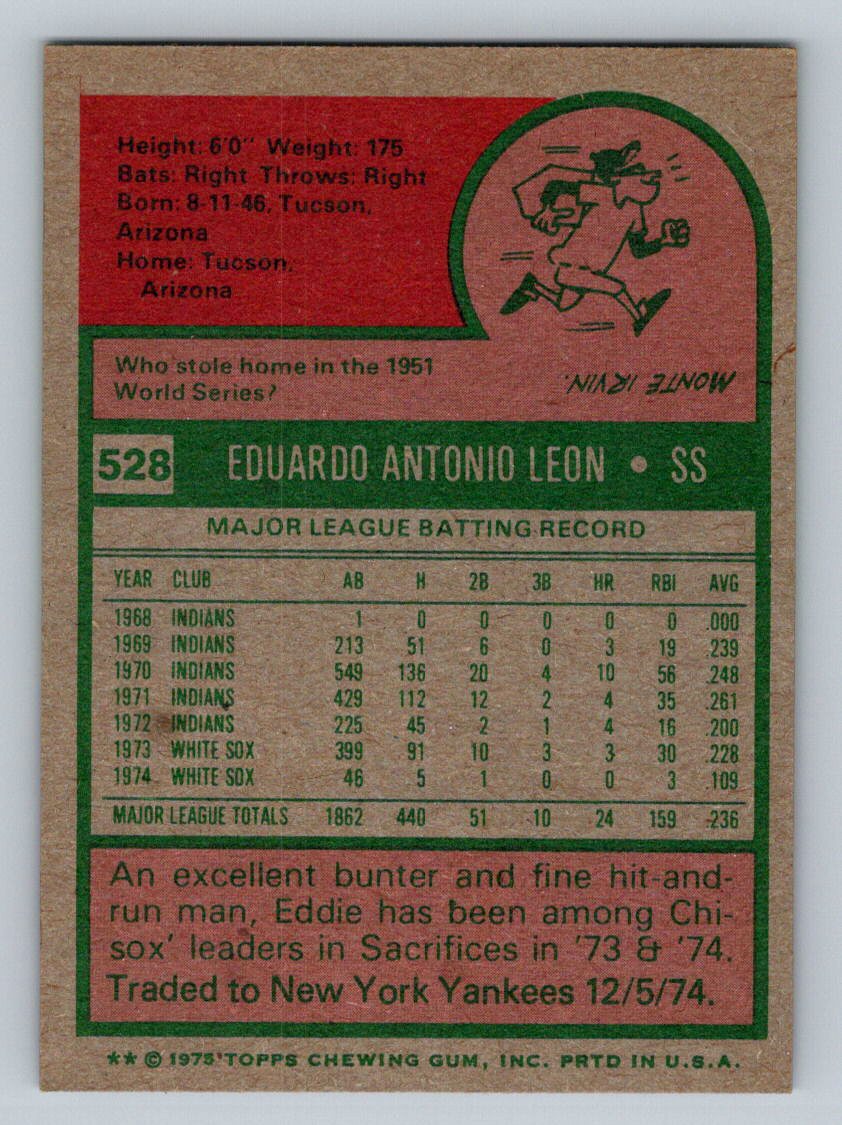 Height: 6'0" Weight: 175
Bats: Right Throws: Right
Born: 8-11-46, Tucson,
Arizona
Home: Tucson,
Arizona
Who stole home in the 1951
World Series?
MONTE IRVIN.
528 EDUARDO ANTONIO LEON • SS
MAJOR LEAGUE BATTING RECORD
YEAR CLUB AB H 2B 3B HR RBI AVG
1968 INDIANS 1 0 0 0 0 0 .000
1969 INDIANS 213 51 6 0 3 19 .239
1970 INDIANS 549 136 20 4 10 56 .248
1971 INDIANS 429 112 12 2 4 35 .261
1972 INDIANS 225 45 2 1 4 16 .200
1973 WHITE SOX 399 91 10 3 3 30 .228
1974 WHITE SOX 46 5 1 0 0 3 .109
MAJOR LEAGUE TOTALS 1862 440 51 10 24 159 .236
An excellent bunter and fine hit-and-
run man, Eddie has been among Chi-
sox' leaders in Sacrifices in '73 & '74.
Traded to New York Yankees 12/5/74.
** © 1975 TOPPS CHEWING GUM, INC. PRTD IN U.S.A.